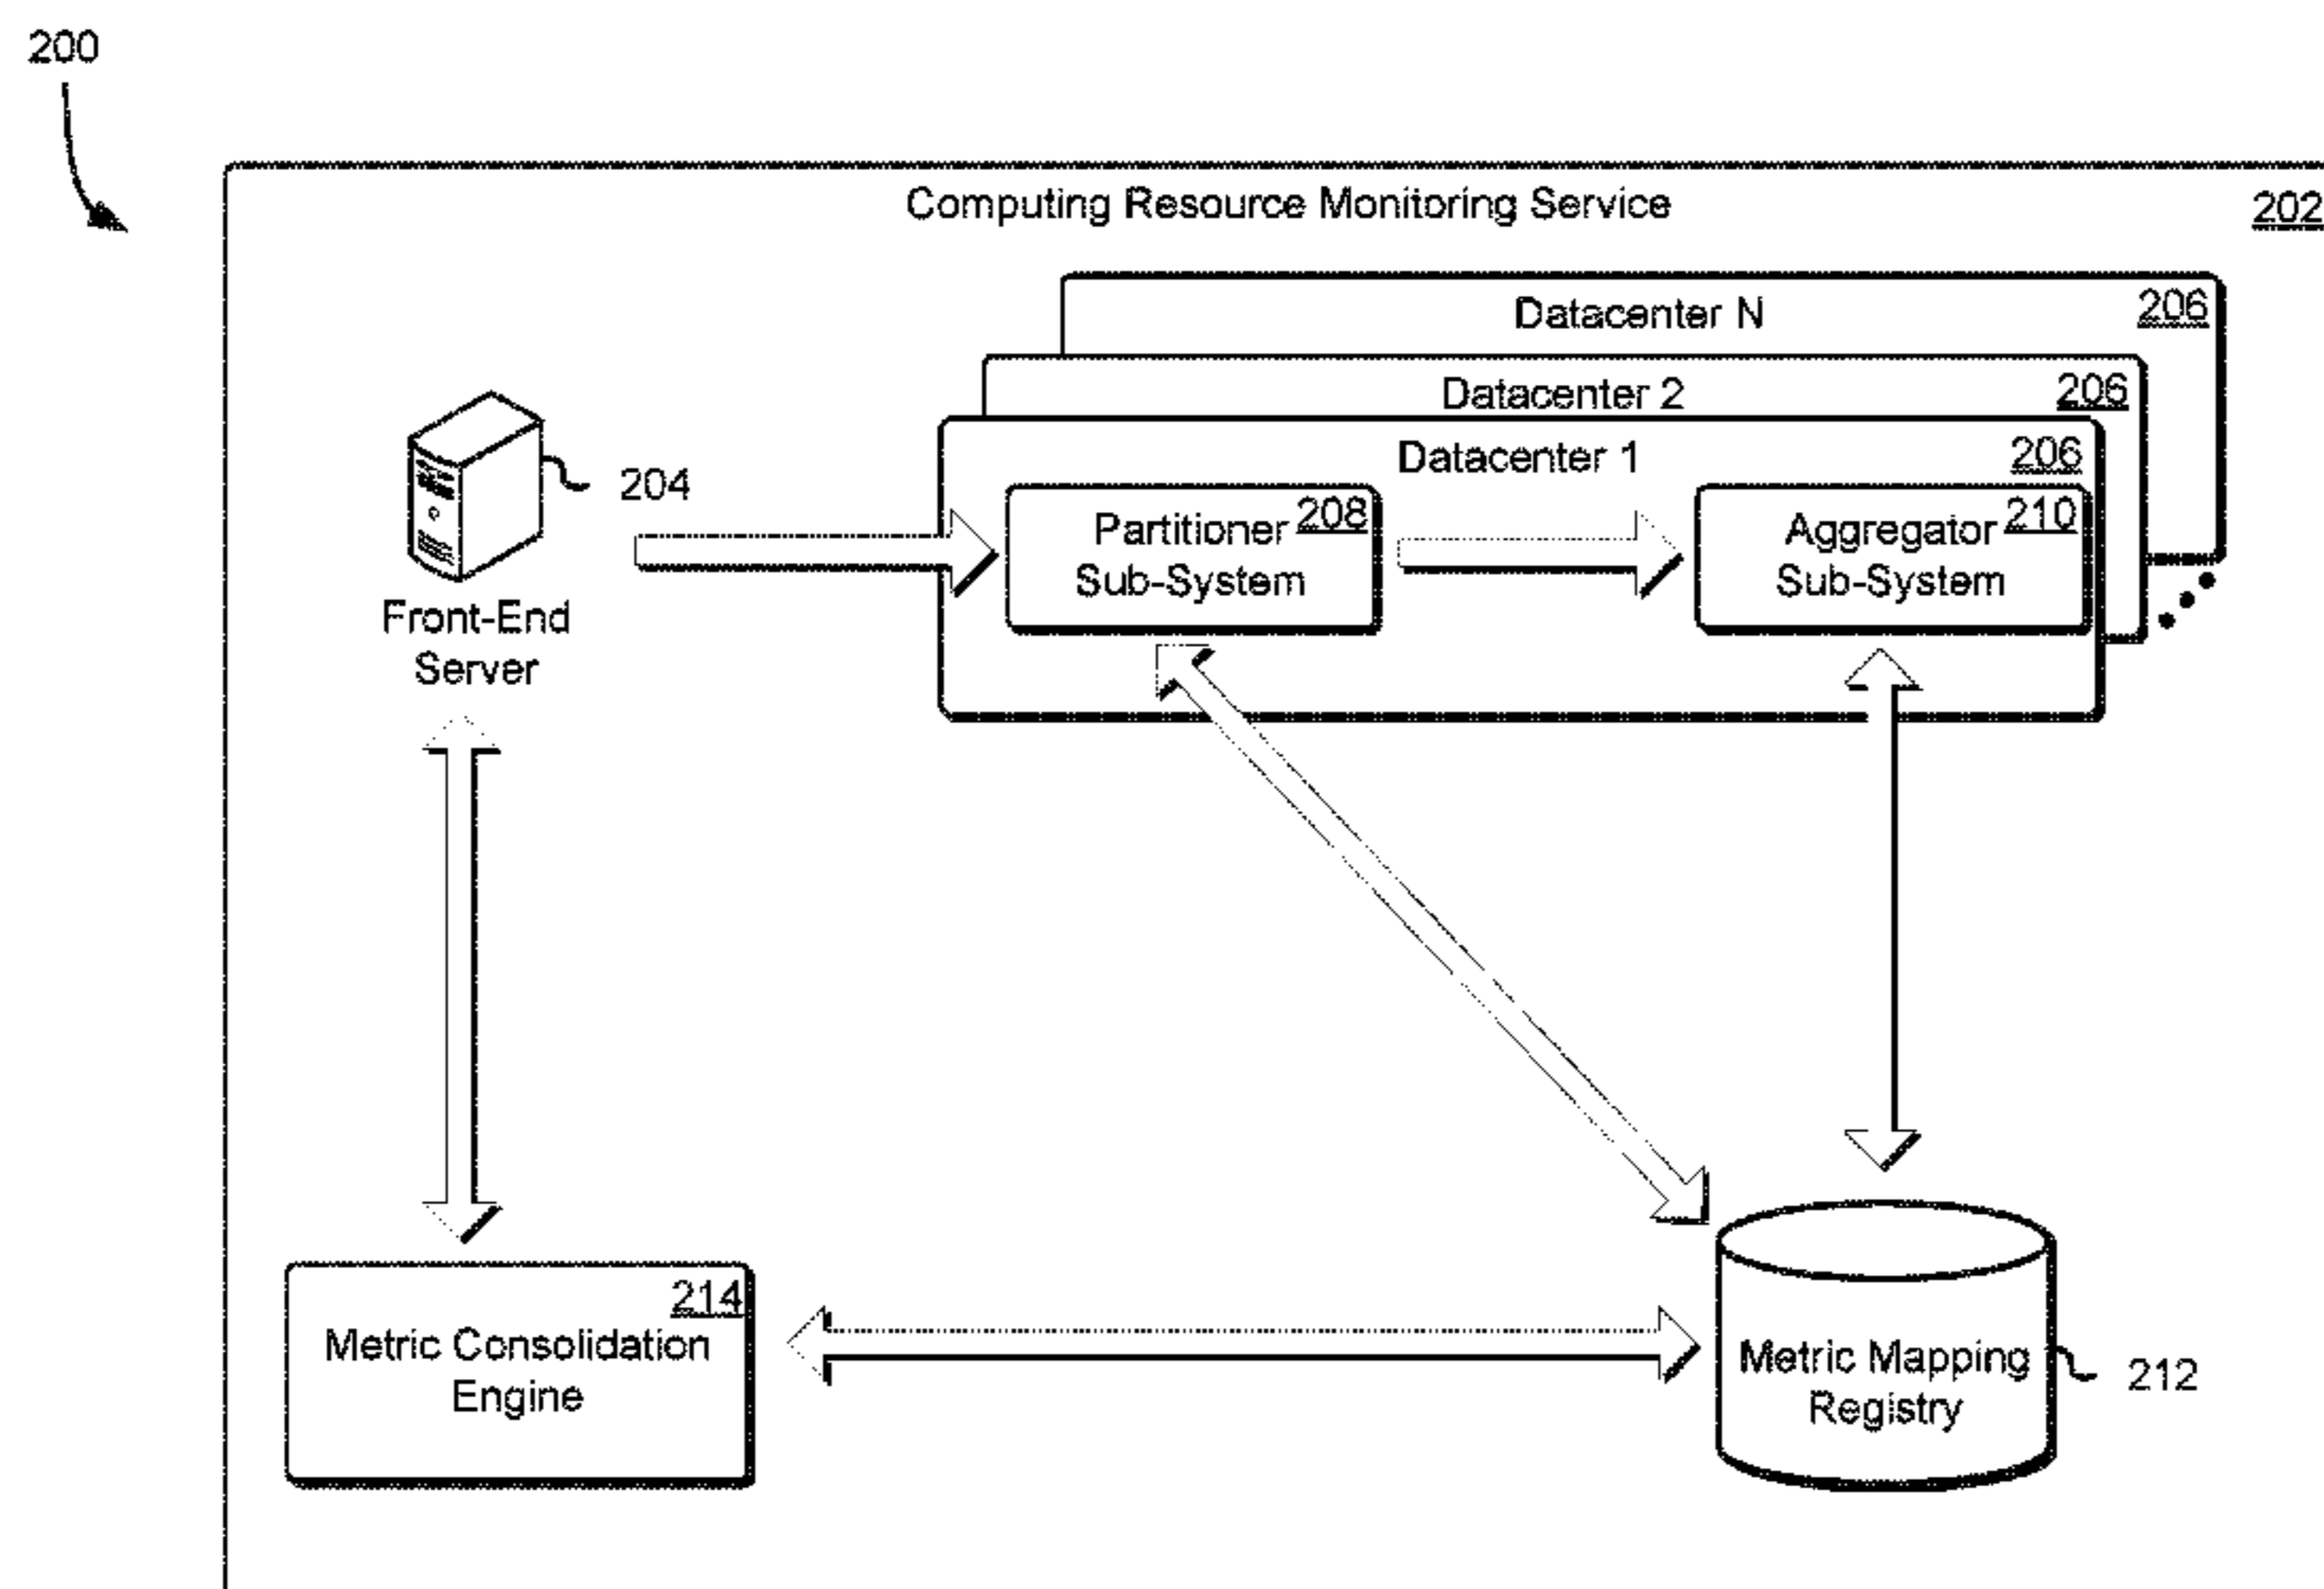 200
Computing Resource Monitoring Service
202
Datacenter N
206
Datacenter 2
206
Datacenter 1
206
204
Partitioner
Sub-System
208
Aggregator
Sub-System
210
Front-End
Server
214
Metric Consolidation
Engine
Metric Mapping
Registry
212